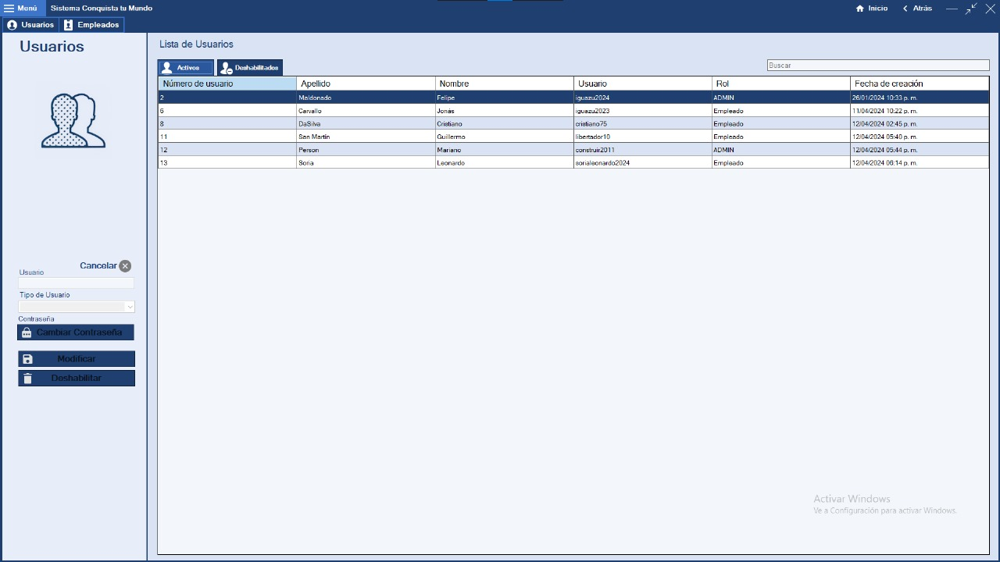 Menú Sistema Conquista tu Mundo Inicio Atrás
Usuarios Empleados
Usuarios
Lista de Usuarios
Activos Deshabilitados Buscar
Número de usuario Apellido Nombre Usuario Rol Fecha de creación
2 Maldonado Felipe iguazu2024 ADMIN 26/01/2024 10:33 p. m.
6 Carvallo Jonás iguazu2023 Empleado 11/04/2024 10:22 p. m.
8 DaSilva Cristiano cristiano75 Empleado 12/04/2024 02:45 p. m.
11 San Martín Guillermo libertador10 Empleado 12/04/2024 05:40 p. m.
12 Person Mariano construir2011 ADMIN 12/04/2024 05:44 p. m.
13 Soria Leonardo sorialeonardo2024 Empleado 12/04/2024 06:14 p. m.
Cancelar
Usuario
Tipo de Usuario
Contraseña
Cambiar Contraseña
Modificar
Deshabilitar
Activar Windows
Ve a Configuración para activar Windows.